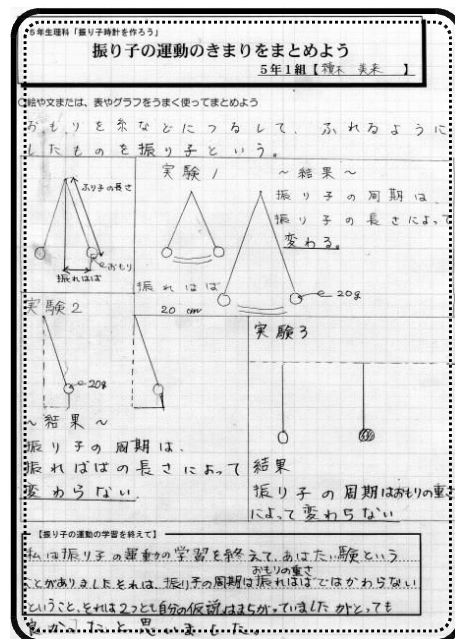 5年生理科「振り子時計を作ろう」
振り子の運動のきまりをまとめよう
5年1組【 美来 】
○絵や文または、表やグラフをうまく使ってまとめよう
おもりを糸などにつるして、ふれるように
したものを振り子という。
ふり子の長さ
おもり
振れはば
実験1
振れはば
20 cm
20g
~結果~
振り子の周期は、
振り子の長さによって
変わる。
実験2
20g
~結果~
振り子の周期は、
振ればばの長さによって
変わらない
実験3
結果
振り子の周期はおもりの重さ
によって変わらない
【振り子の運動の学習を終えて】
私は振り子の運動の学習を終えて、 験という
ことがありましたそれは、振り子の周期は振ればばではかわらない
おもりの重さ
ということ、それは2つとも自分の仮説はまちがっていましたがとても
良かったと思いました。